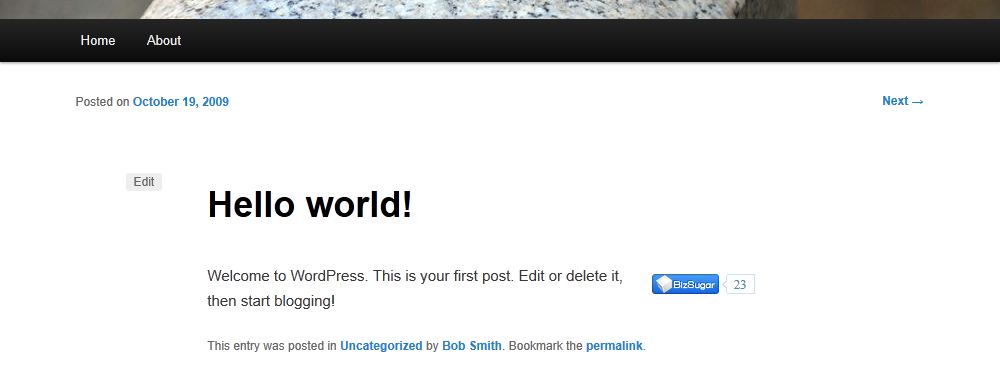 Home About
Posted on October 19, 2009 Next →
Edit
Hello world!
Welcome to WordPress. This is your first post. Edit or delete it,
then start blogging!
BizSugar 23
This entry was posted in Uncategorized by Bob Smith. Bookmark the permalink.